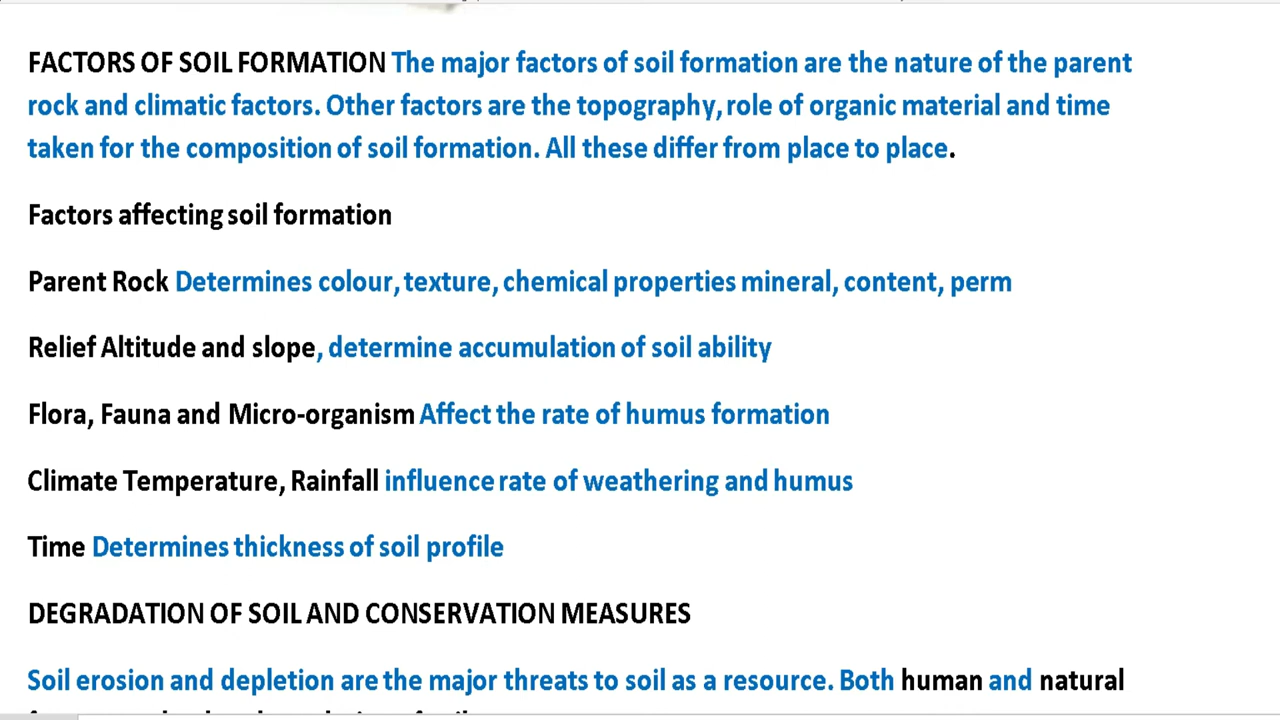 FACTORS OF SOIL FORMATION The major factors of soil formation are the nature of the parent
rock and climatic factors. Other factors are the topography, role of organic material and time
taken for the composition of soil formation. All these differ from place to place.
Factors affecting soil formation
Parent Rock Determines colour, texture, chemical properties mineral, content, perm
Relief Altitude and slope, determine accumulation of soil ability
Flora, Fauna and Micro-organism Affect the rate of humus formation
Climate Temperature, Rainfall influence rate of weathering and humus
Time Determines thickness of soil profile
DEGRADATION OF SOIL AND CONSERVATION MEASURES
Soil erosion and depletion are the major threats to soil as a resource. Both human and natural